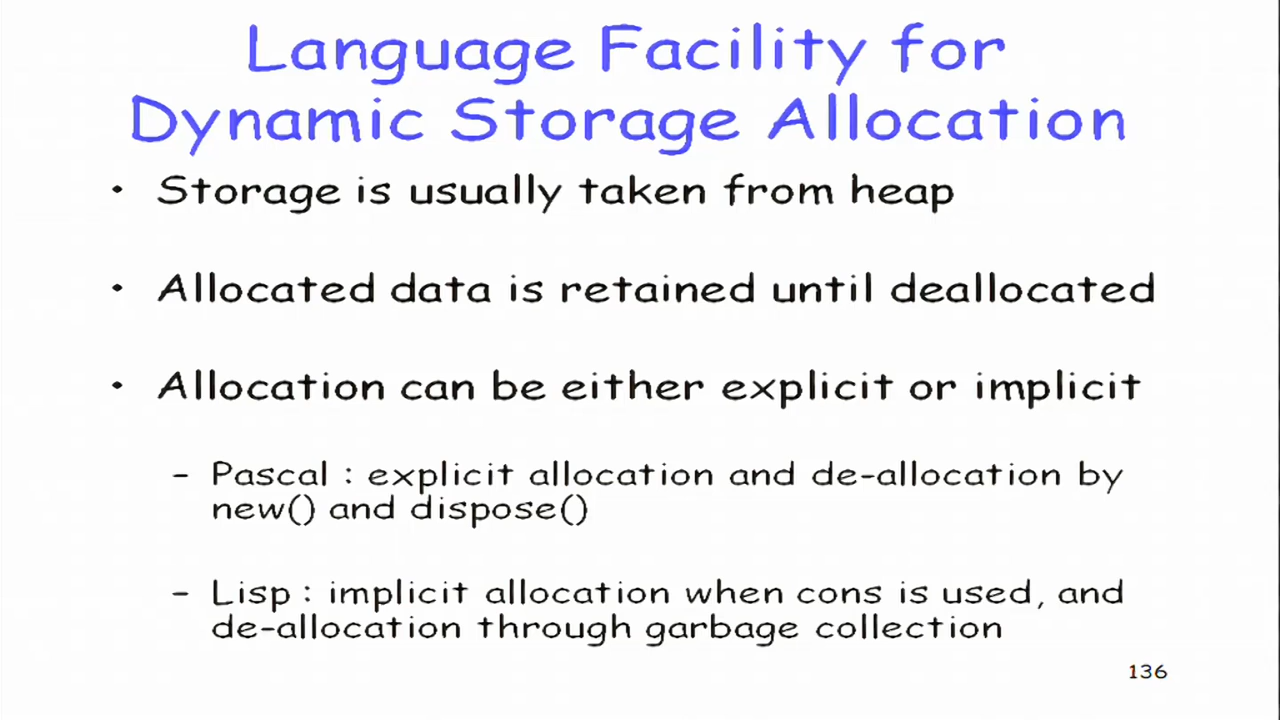 Language Facility for
Dynamic Storage Allocation
• Storage is usually taken from heap
• Allocated data is retained until deallocated
• Allocation can be either explicit or implicit
– Pascal : explicit allocation and de-allocation by
new() and dispose()
– Lisp : implicit allocation when cons is used, and
de-allocation through garbage collection
136